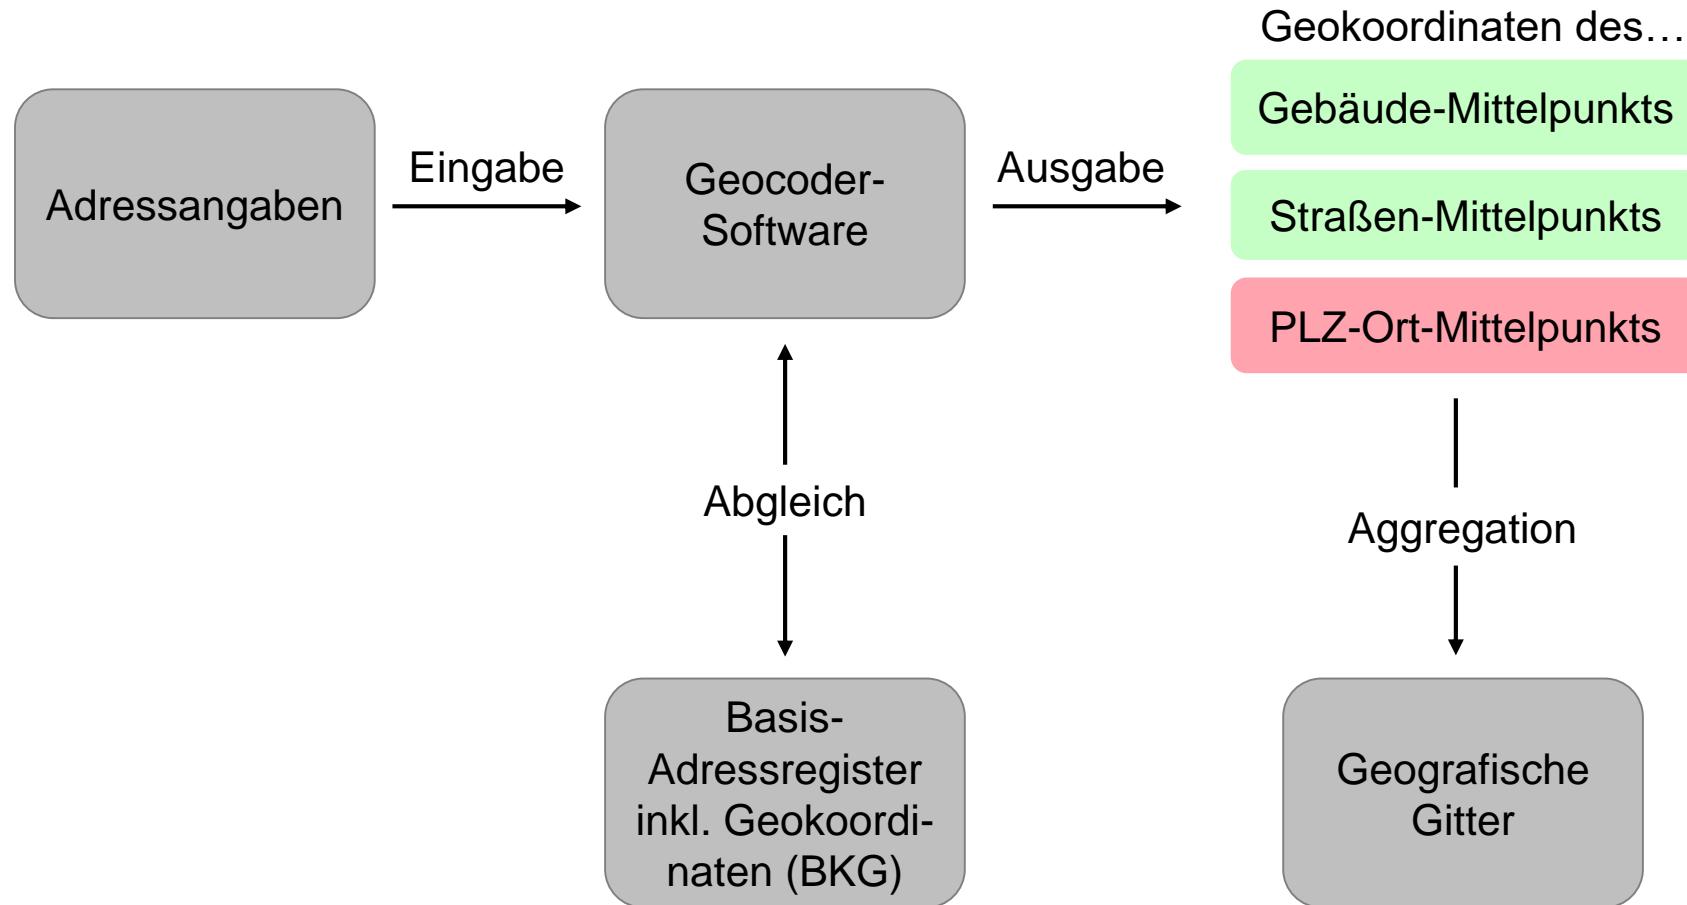 Geokoordinaten des…
Adressangaben
Eingabe
Geocoder-
Software
Ausgabe
Gebäude-Mittelpunkts
Straßen-Mittelpunkts
PLZ-Ort-Mittelpunkts
Abgleich
Aggregation
Basis-
Adressregister
inkl. Geokoordi-
naten (BKG)
Geografische
Gitter